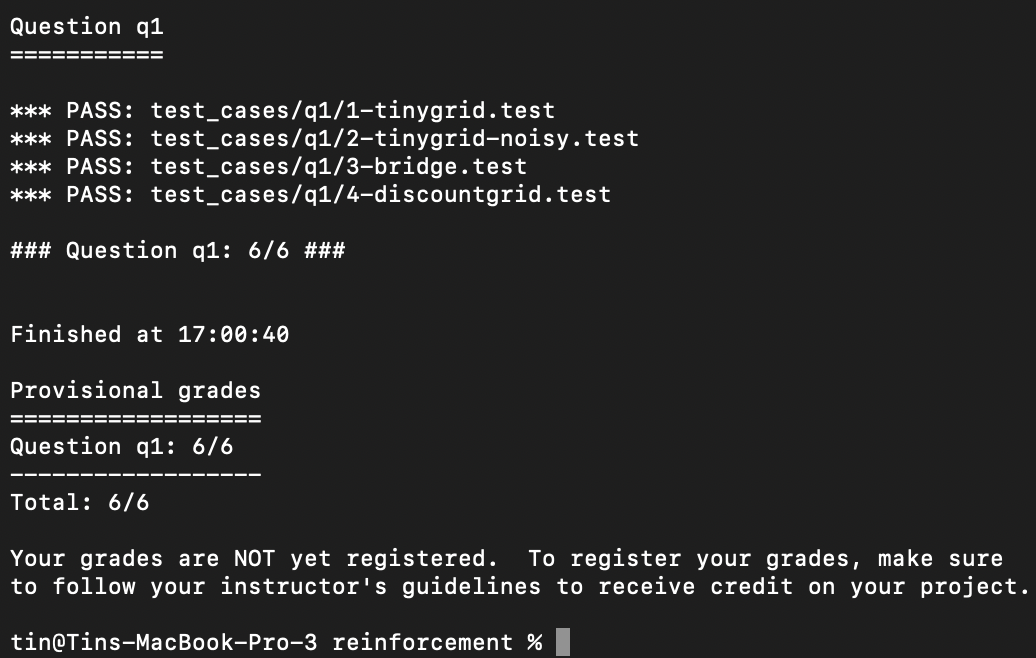 Question q1
===========
*** PASS: test_cases/q1/1-tinygrid.test
*** PASS: test_cases/q1/2-tinygrid-noisy.test
*** PASS: test_cases/q1/3-bridge.test
*** PASS: test_cases/q1/4-discountgrid.test
### Question q1: 6/6 ###
Finished at 17:00:40
Provisional grades
==================
Question q1: 6/6
------------------
Total: 6/6
Your grades are NOT yet registered.  To register your grades, make sure
to follow your instructor's guidelines to receive credit on your project.
tin@Tins-MacBook-Pro-3 reinforcement %